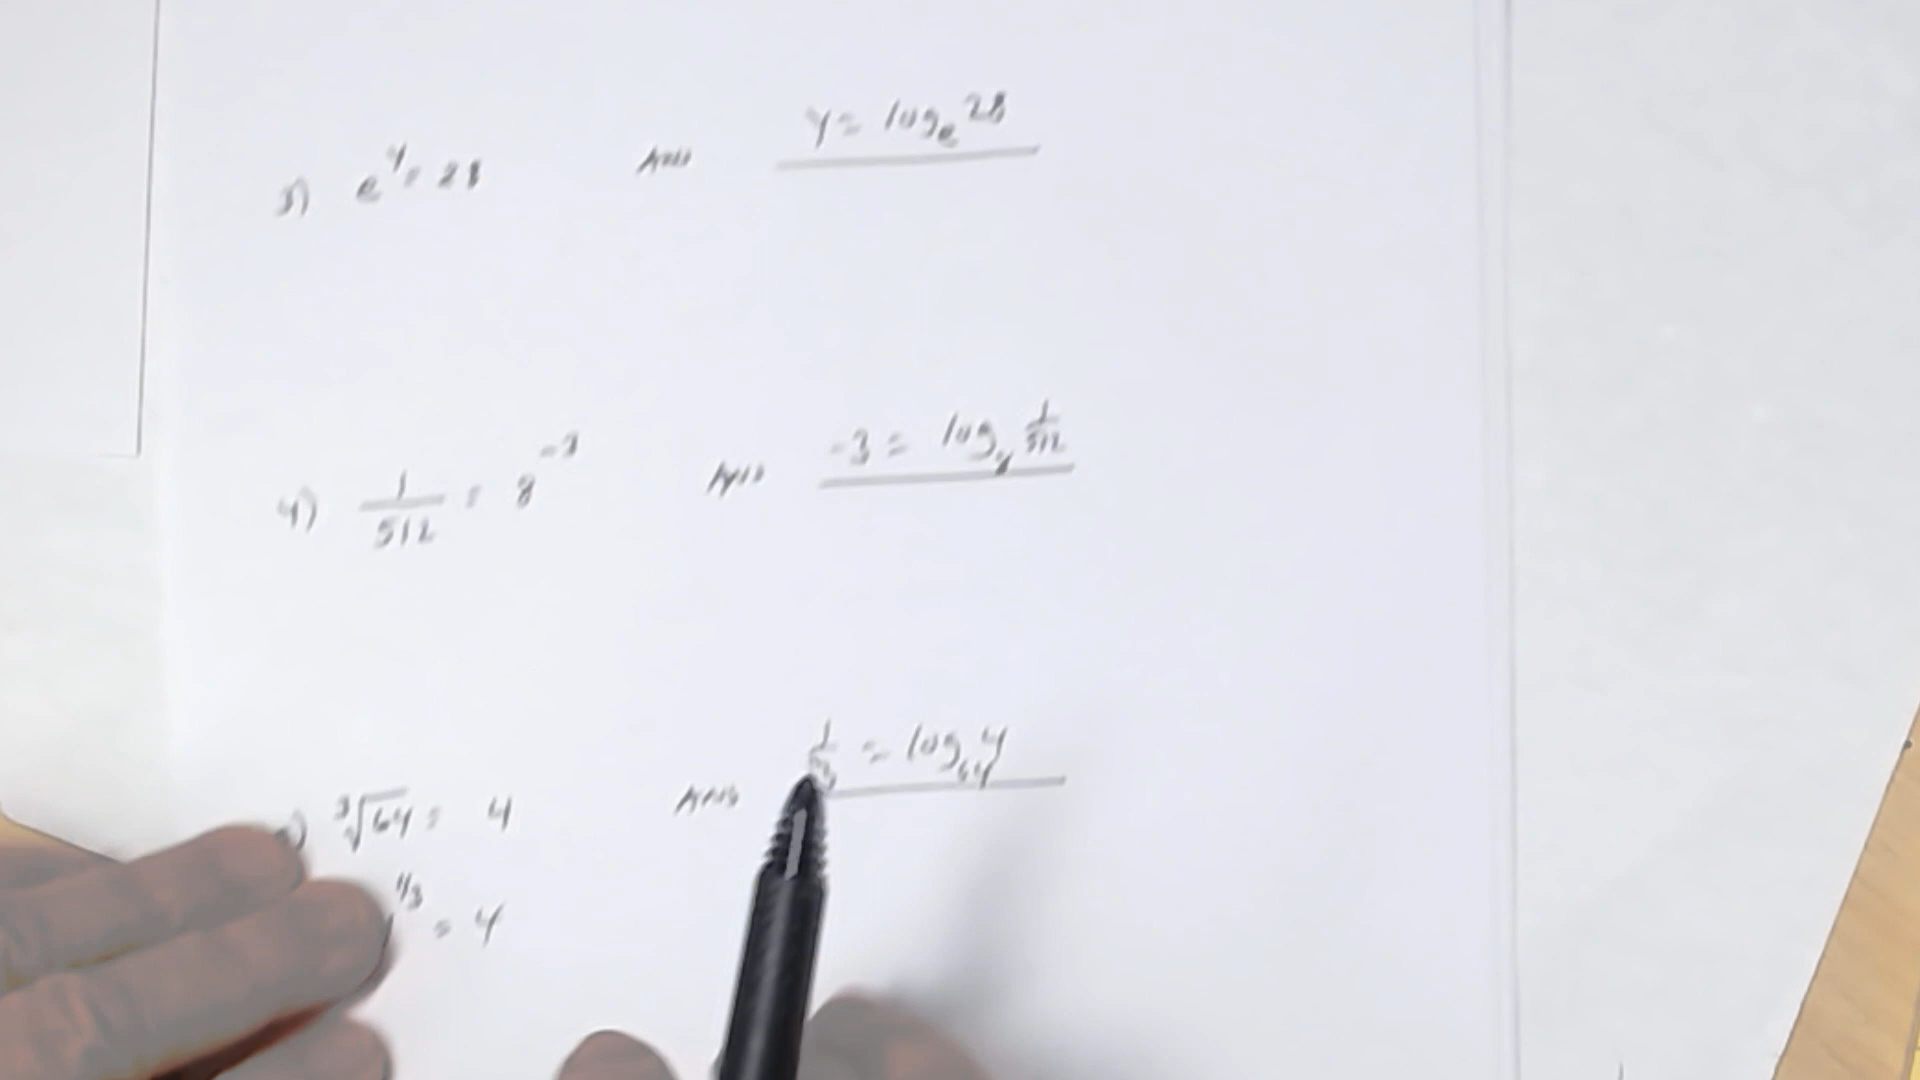 3) e^y = 28 Ans y = log_e 28
4) 1/512 = 8^-3 Ans -3 = log_8 1/512
∛64 = 4 Ans 1/3 = log_64 4
^1/3 = 4